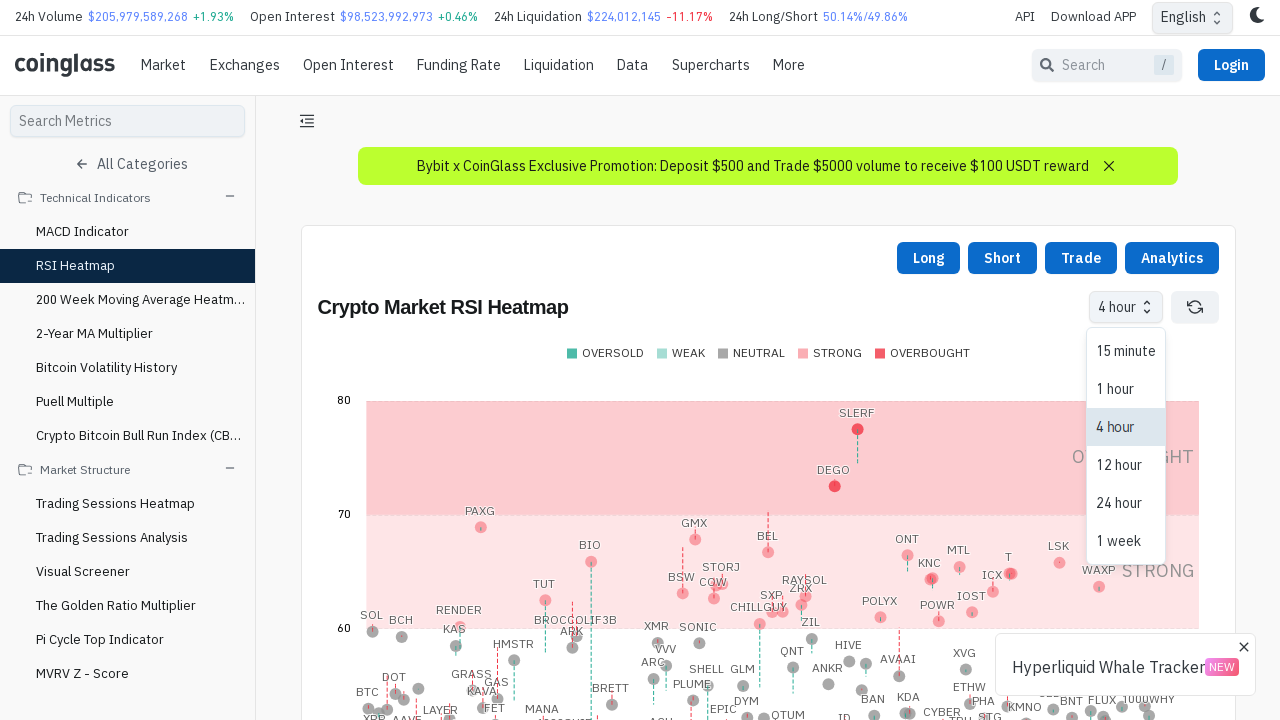 24h Volume $205,979,589,268 +1.93% Open Interest $98,523,992,973 +0.46% 24h Liquidation $224,012,145 -11.17% 24h Long/Short 50.14%/49.86% API Download APP English
coinglass Market Exchanges Open Interest Funding Rate Liquidation Data Supercharts More Search / Login
Search Metrics
All Categories
Technical Indicators
MACD Indicator
RSI Heatmap
200 Week Moving Average Heatm...
2-Year MA Multiplier
Bitcoin Volatility History
Puell Multiple
Crypto Bitcoin Bull Run Index (CB...
Market Structure
Trading Sessions Heatmap
Trading Sessions Analysis
Visual Screener
The Golden Ratio Multiplier
Pi Cycle Top Indicator
MVRV Z - Score
Bybit x CoinGlass Exclusive Promotion: Deposit $500 and Trade $5000 volume to receive $100 USDT reward
Long Short Trade Analytics
Crypto Market RSI Heatmap
4 hour
15 minute
1 hour
4 hour
12 hour
24 hour
1 week
OVERSOLD WEAK NEUTRAL STRONG OVERBOUGHT
80
SLERF
DEGO
70
PAXG
GMX
BEL
BIO
ONT
KNC
MTL
T
LSK
WAXP
STRONG
TUT
BSW
STORJ
COW
RAYSOL
ZRX
SXP
CHILLGUY
ICX
IOST
POLYX
POWR
60
SOL
BCH
RENDER
KAS
BROCCOLIF3B
ARK
XMR
SONIC
ZIL
HMSTR
VVV
ARC
QNT
HIVE
AVAAI
XVG
GRASS
GAS
KAVA
FET
DOT
BTC
XRP
AAVE
LAYER
MANA
BRETT
SHELL
PLUME
GLM
EPIC
DYM
QTUM
ANKR
BAN
KDA
CYBER
ETHW
PHA
KMNO
BNT
FLUX
WHY
Hyperliquid Whale Tracker NEW